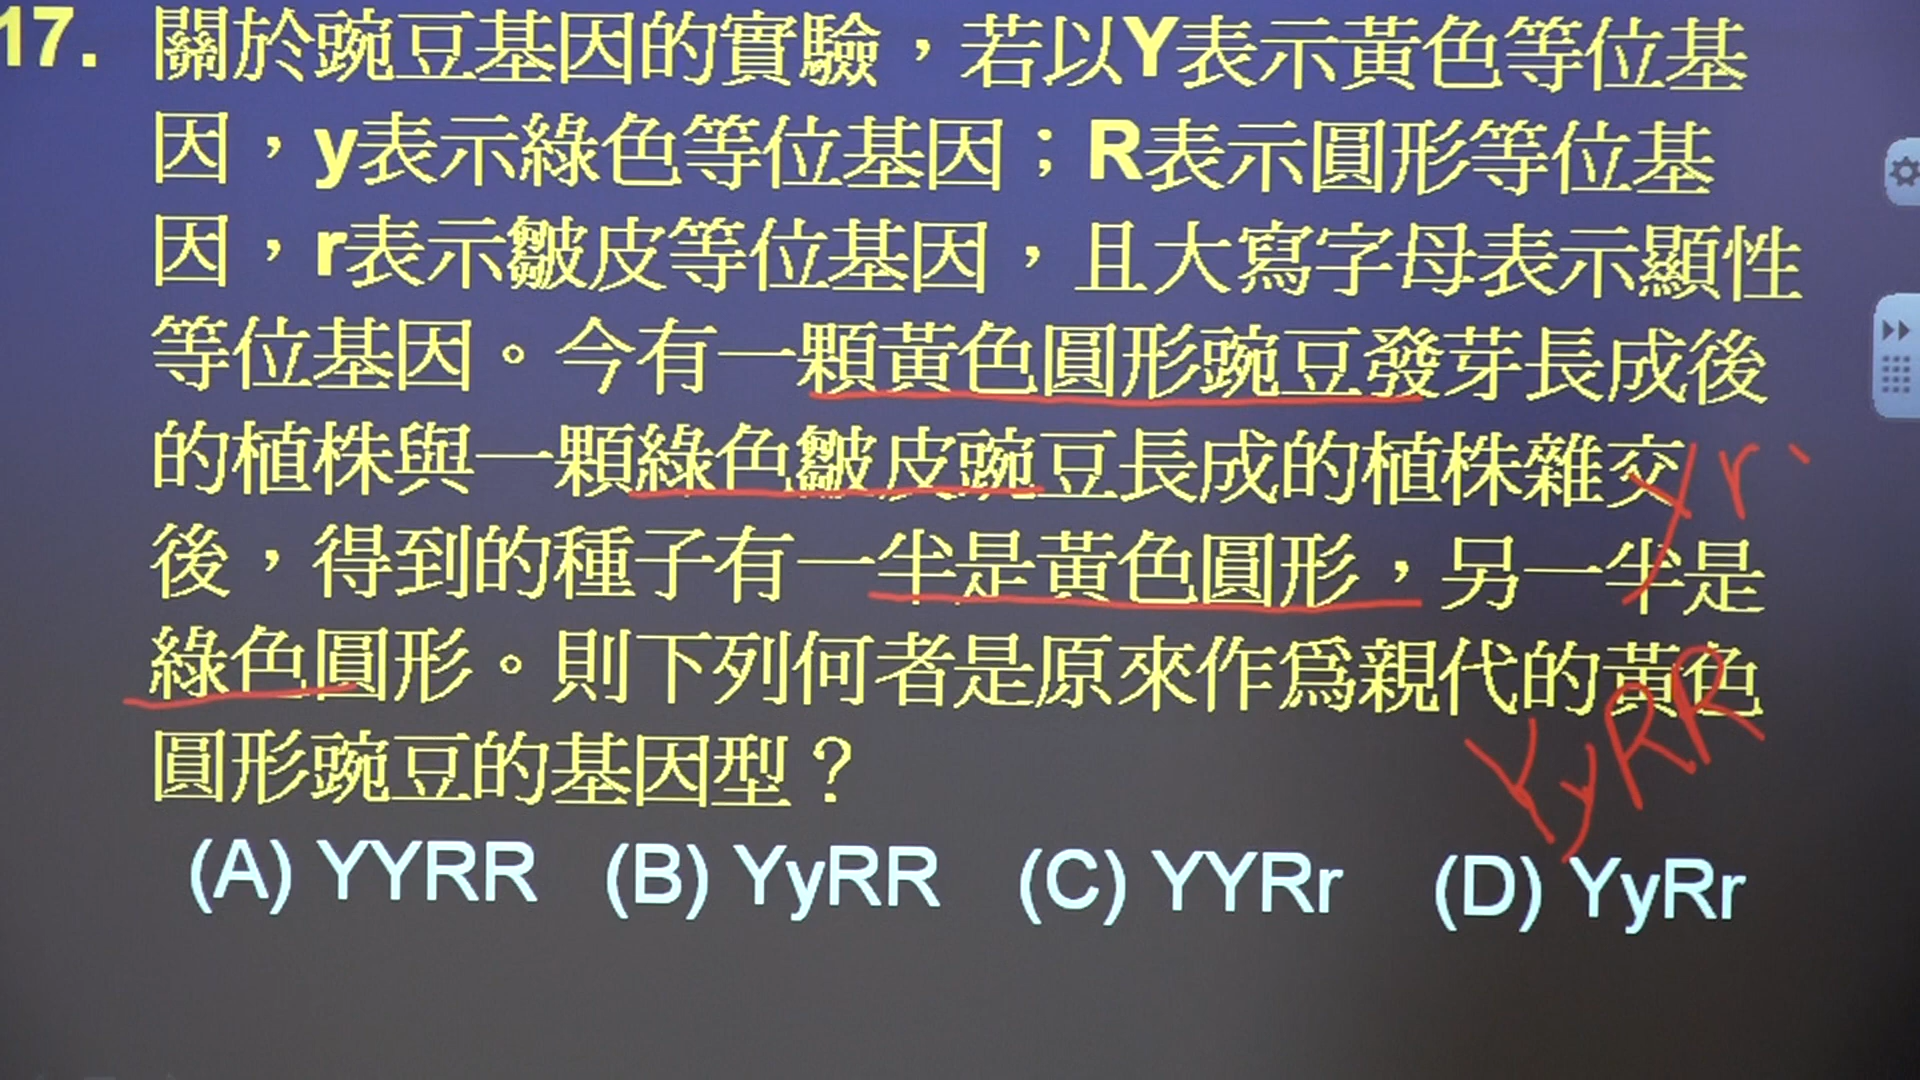 17. 關於豌豆基因的實驗，若以Y表示黃色等位基
因，y表示綠色等位基因；R表示圓形等位基
因，r表示皺皮等位基因，且大寫字母表示顯性
等位基因。今有一顆黃色圓形豌豆發芽長成後
的植株與一顆綠色皺皮豌豆長成的植株雜交
後，得到的種子有一半是黃色圓形，另一半是
綠色圓形。則下列何者是原來作爲親代的黃色
圓形豌豆的基因型？
YyRR
(A) YYRR (B) YyRR (C) YYRr (D) YyRr